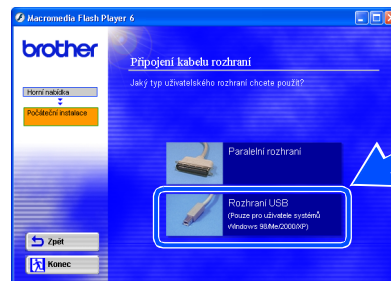 Macromedia Flash Player 6
brother
Připojení kabelu rozhraní
Jaký typ uživatelského rozhraní chcete použít?
Horní nabídka
Počáteční instalace
Paralelní rozhraní
Rozhraní USB
(Pouze pro uživatele systémů
Windows 98/Me/2000/XP)
Zpět
Konec